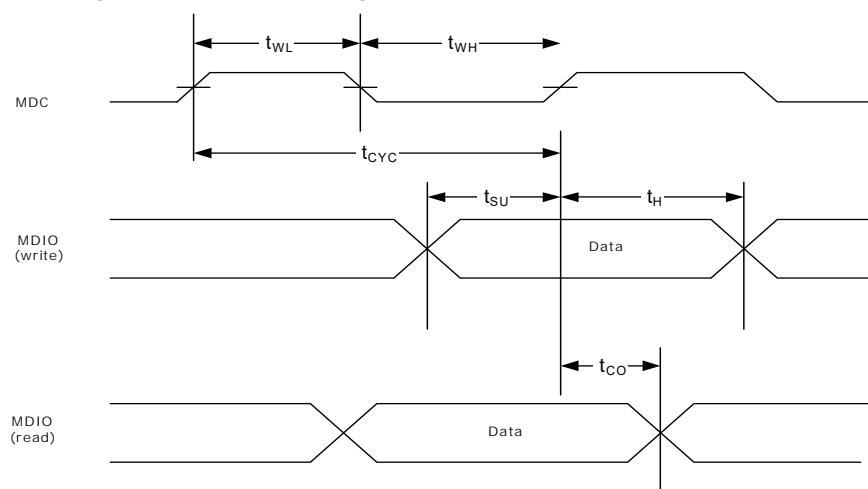 tWL
tWH
MDC
tCYC
tSU
tH
MDIO
(write)
Data
tCO
MDIO
(read)
Data